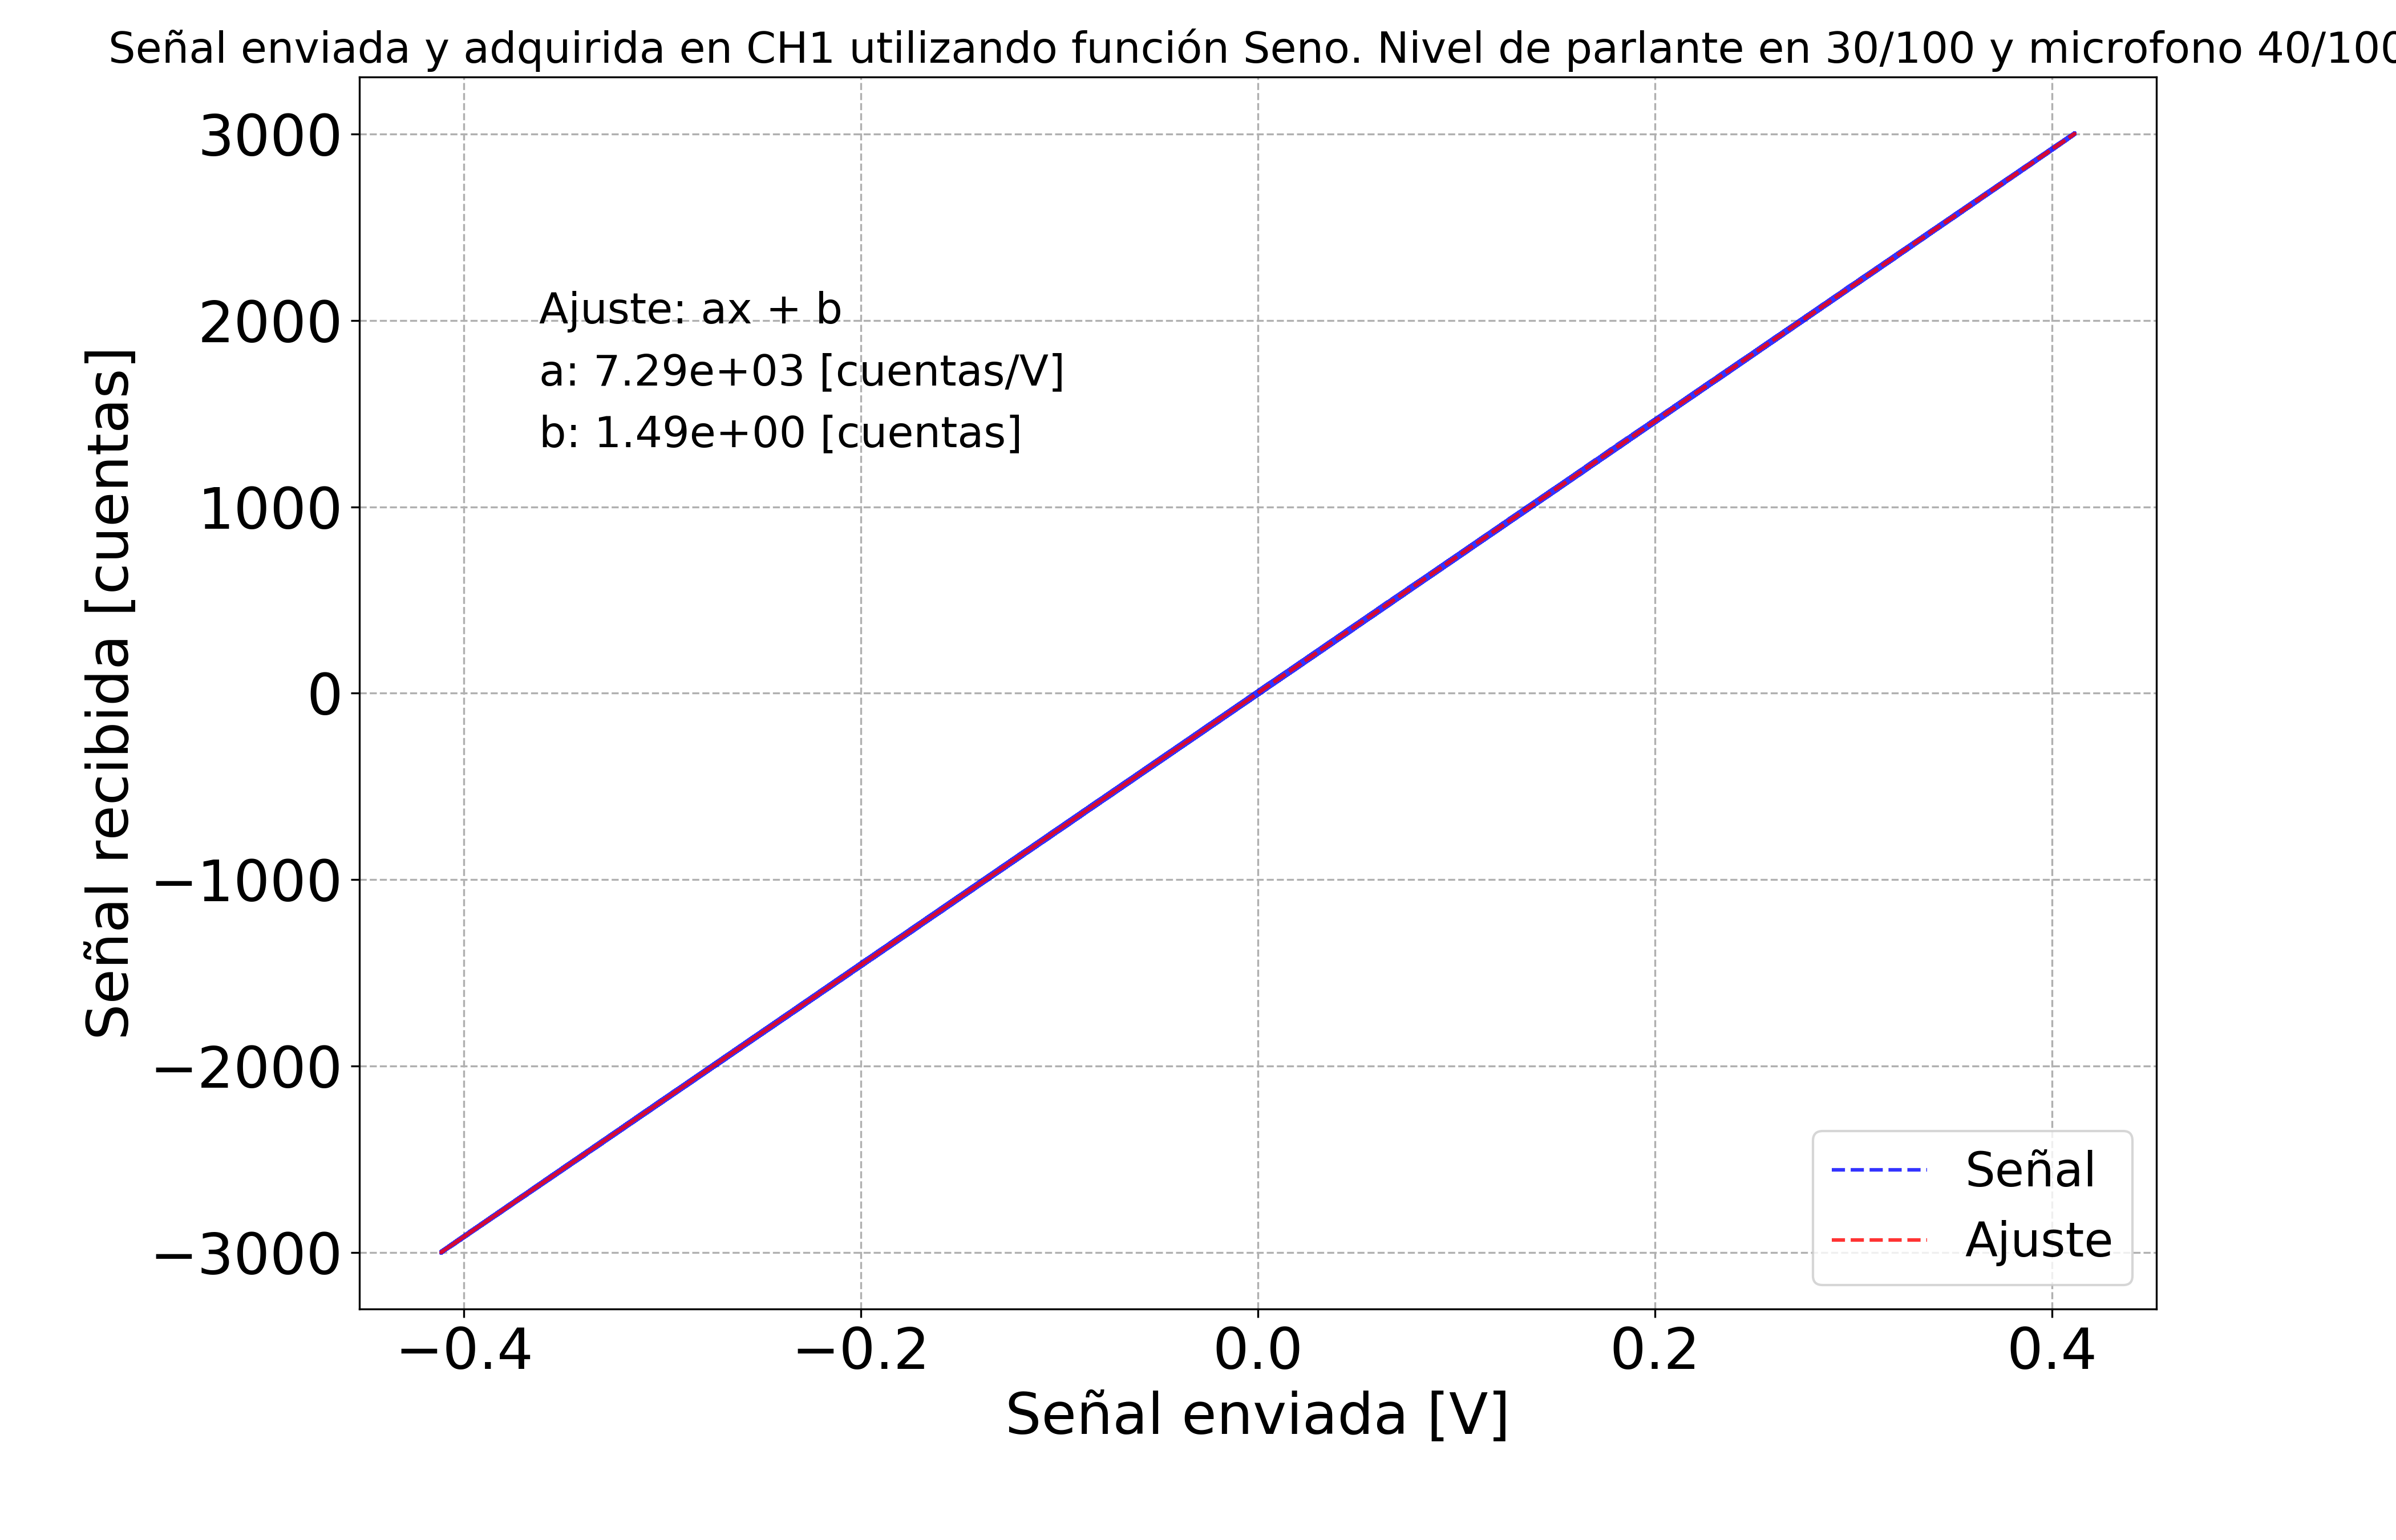 Señal enviada y adquirida en CH1 utilizando función Seno. Nivel de parlante en 30/100 y microfono 40/100
3000
2000
1000
0
−1000
−2000
−3000
Señal recibida [cuentas]
Ajuste: ax + b
a: 7.29e+03 [cuentas/V]
b: 1.49e+00 [cuentas]
Señal
Ajuste
−0.4
−0.2
0.0
0.2
0.4
Señal enviada [V]